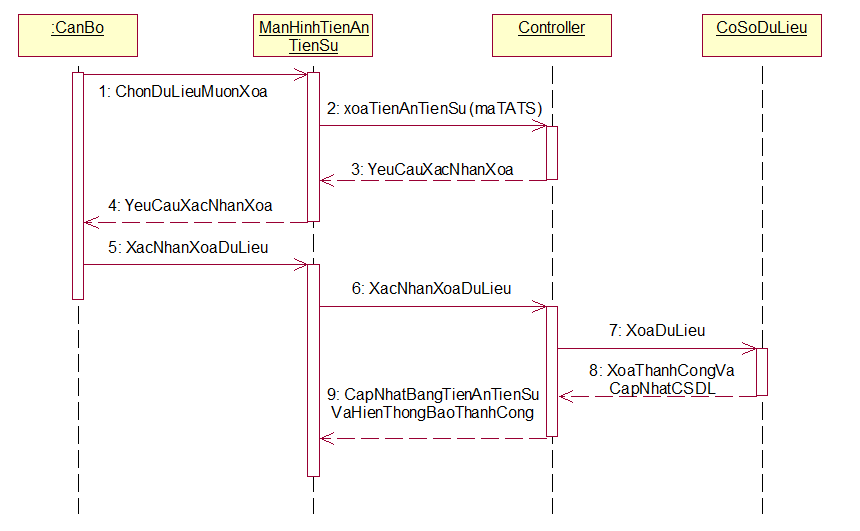 :CanBo
ManHinhTienAn
TienSu
Controller
CoSoDuLieu
1: ChonDuLieuMuonXoa
2: xoaTienAnTienSu(maTATS)
3: YeuCauXacNhanXoa
4: YeuCauXacNhanXoa
5: XacNhanXoaDuLieu
6: XacNhanXoaDuLieu
7: XoaDuLieu
8: XoaThanhCongVa
CapNhatCSDL
9: CapNhatBangTienAnTienSu
VaHienThongBaoThanhCong